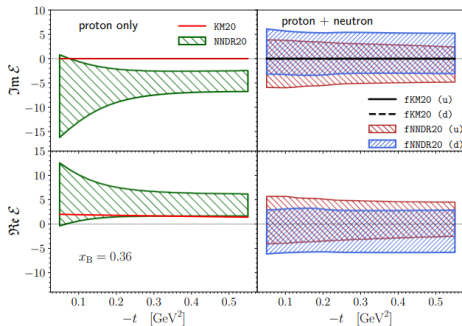 proton only
KM20
NNDR20
proton + neutron
fKM20 (u)
fKM20 (d)
fNNDR20 (u)
fNNDR20 (d)
ℑm ℰ
10
5
0
−5
−10
−15
ℜe ℰ
15
10
5
0
−5
−10
x_B = 0.36
0.1 0.2 0.3 0.4 0.5
0.1 0.2 0.3 0.4 0.5
−t [GeV²]
−t [GeV²]